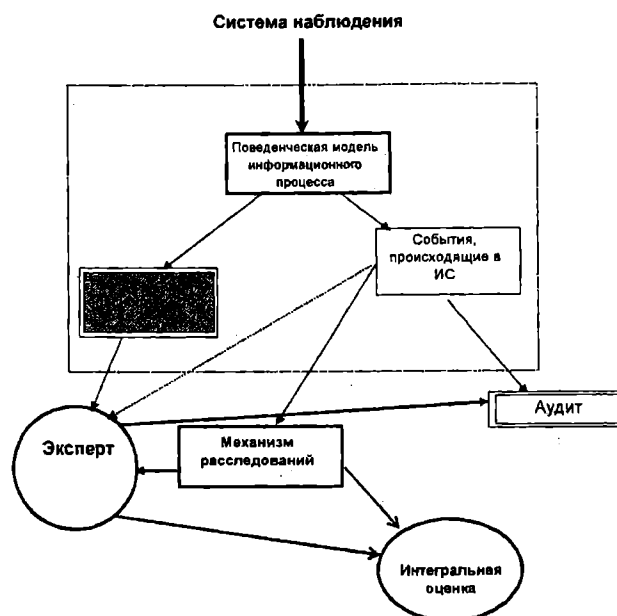 Система наблюдения
Поведенческая модель
информационного
процесса
События,
происходящие в
ИС
Аудит
Эксперт
Механизм
расследований
Интегральная
оценка